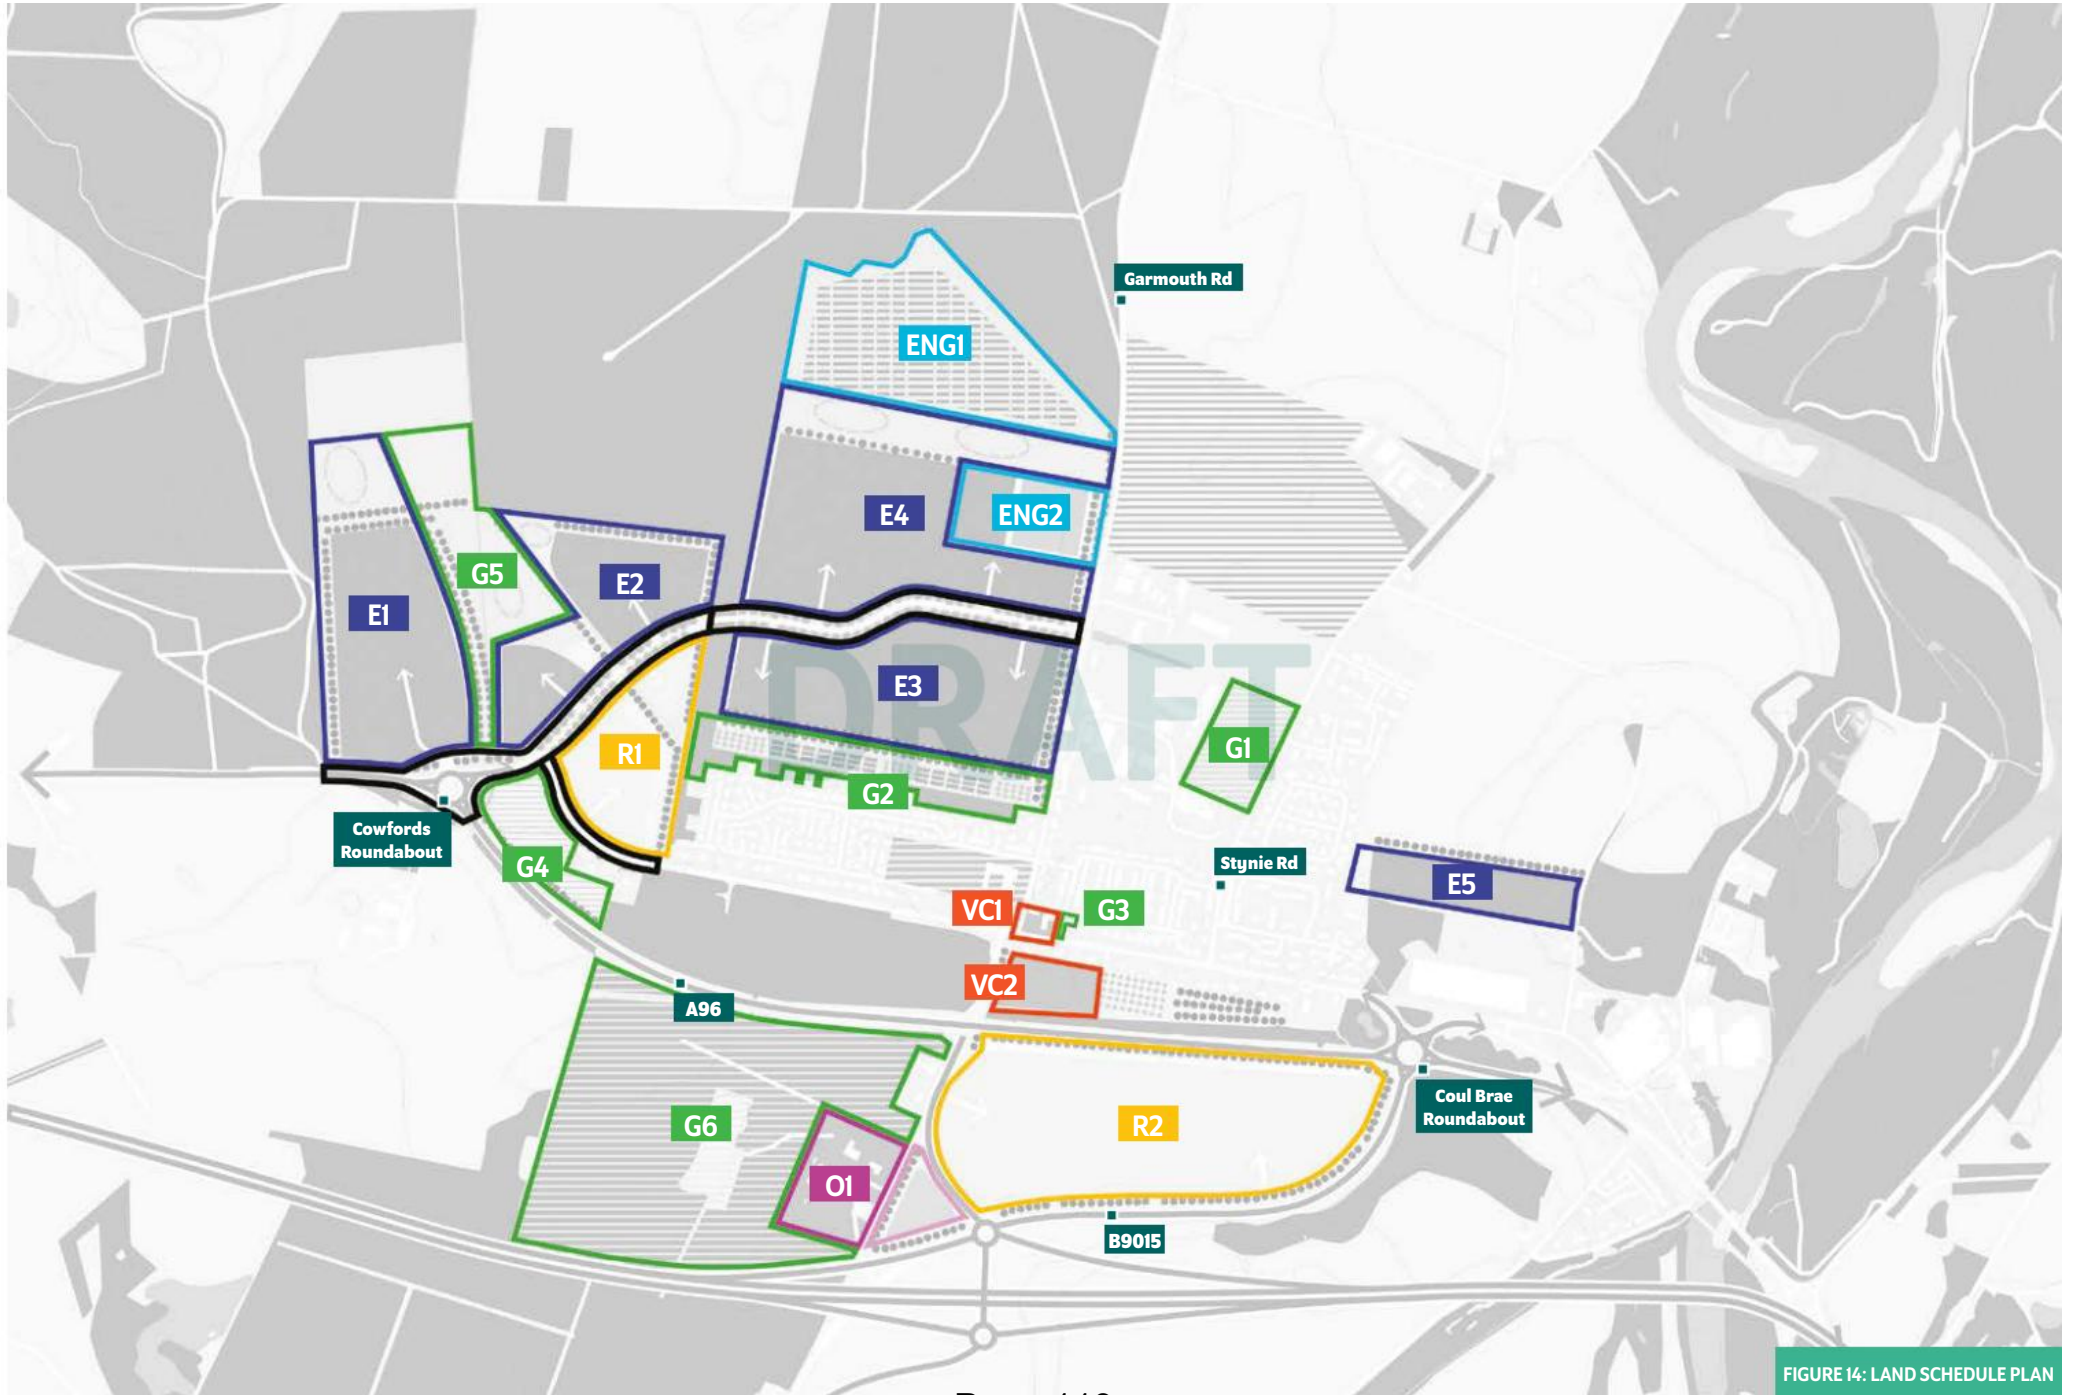 Garmouth Rd
ENG1
E4
ENG2
G5
E2
E1
DRAFT
E3
G1
R1
G2
Cowfords
Roundabout
G4
Stynie Rd
E5
VC1
G3
VC2
A96
Coul Brae
Roundabout
G6
R2
O1
B9015
FIGURE 14: LAND SCHEDULE PLAN